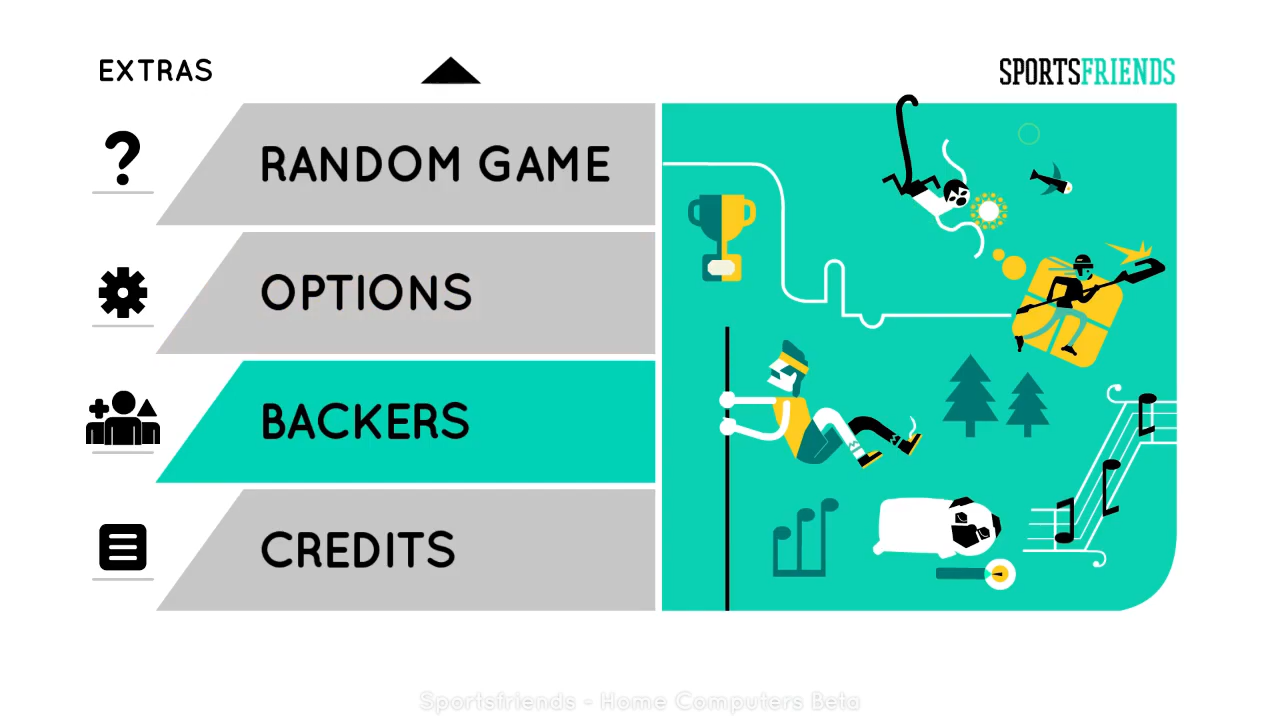 EXTRAS
SPORTSFRIENDS
?
RANDOM GAME
OPTIONS
BACKERS
CREDITS
Sportsfriends - Home Computers Beta